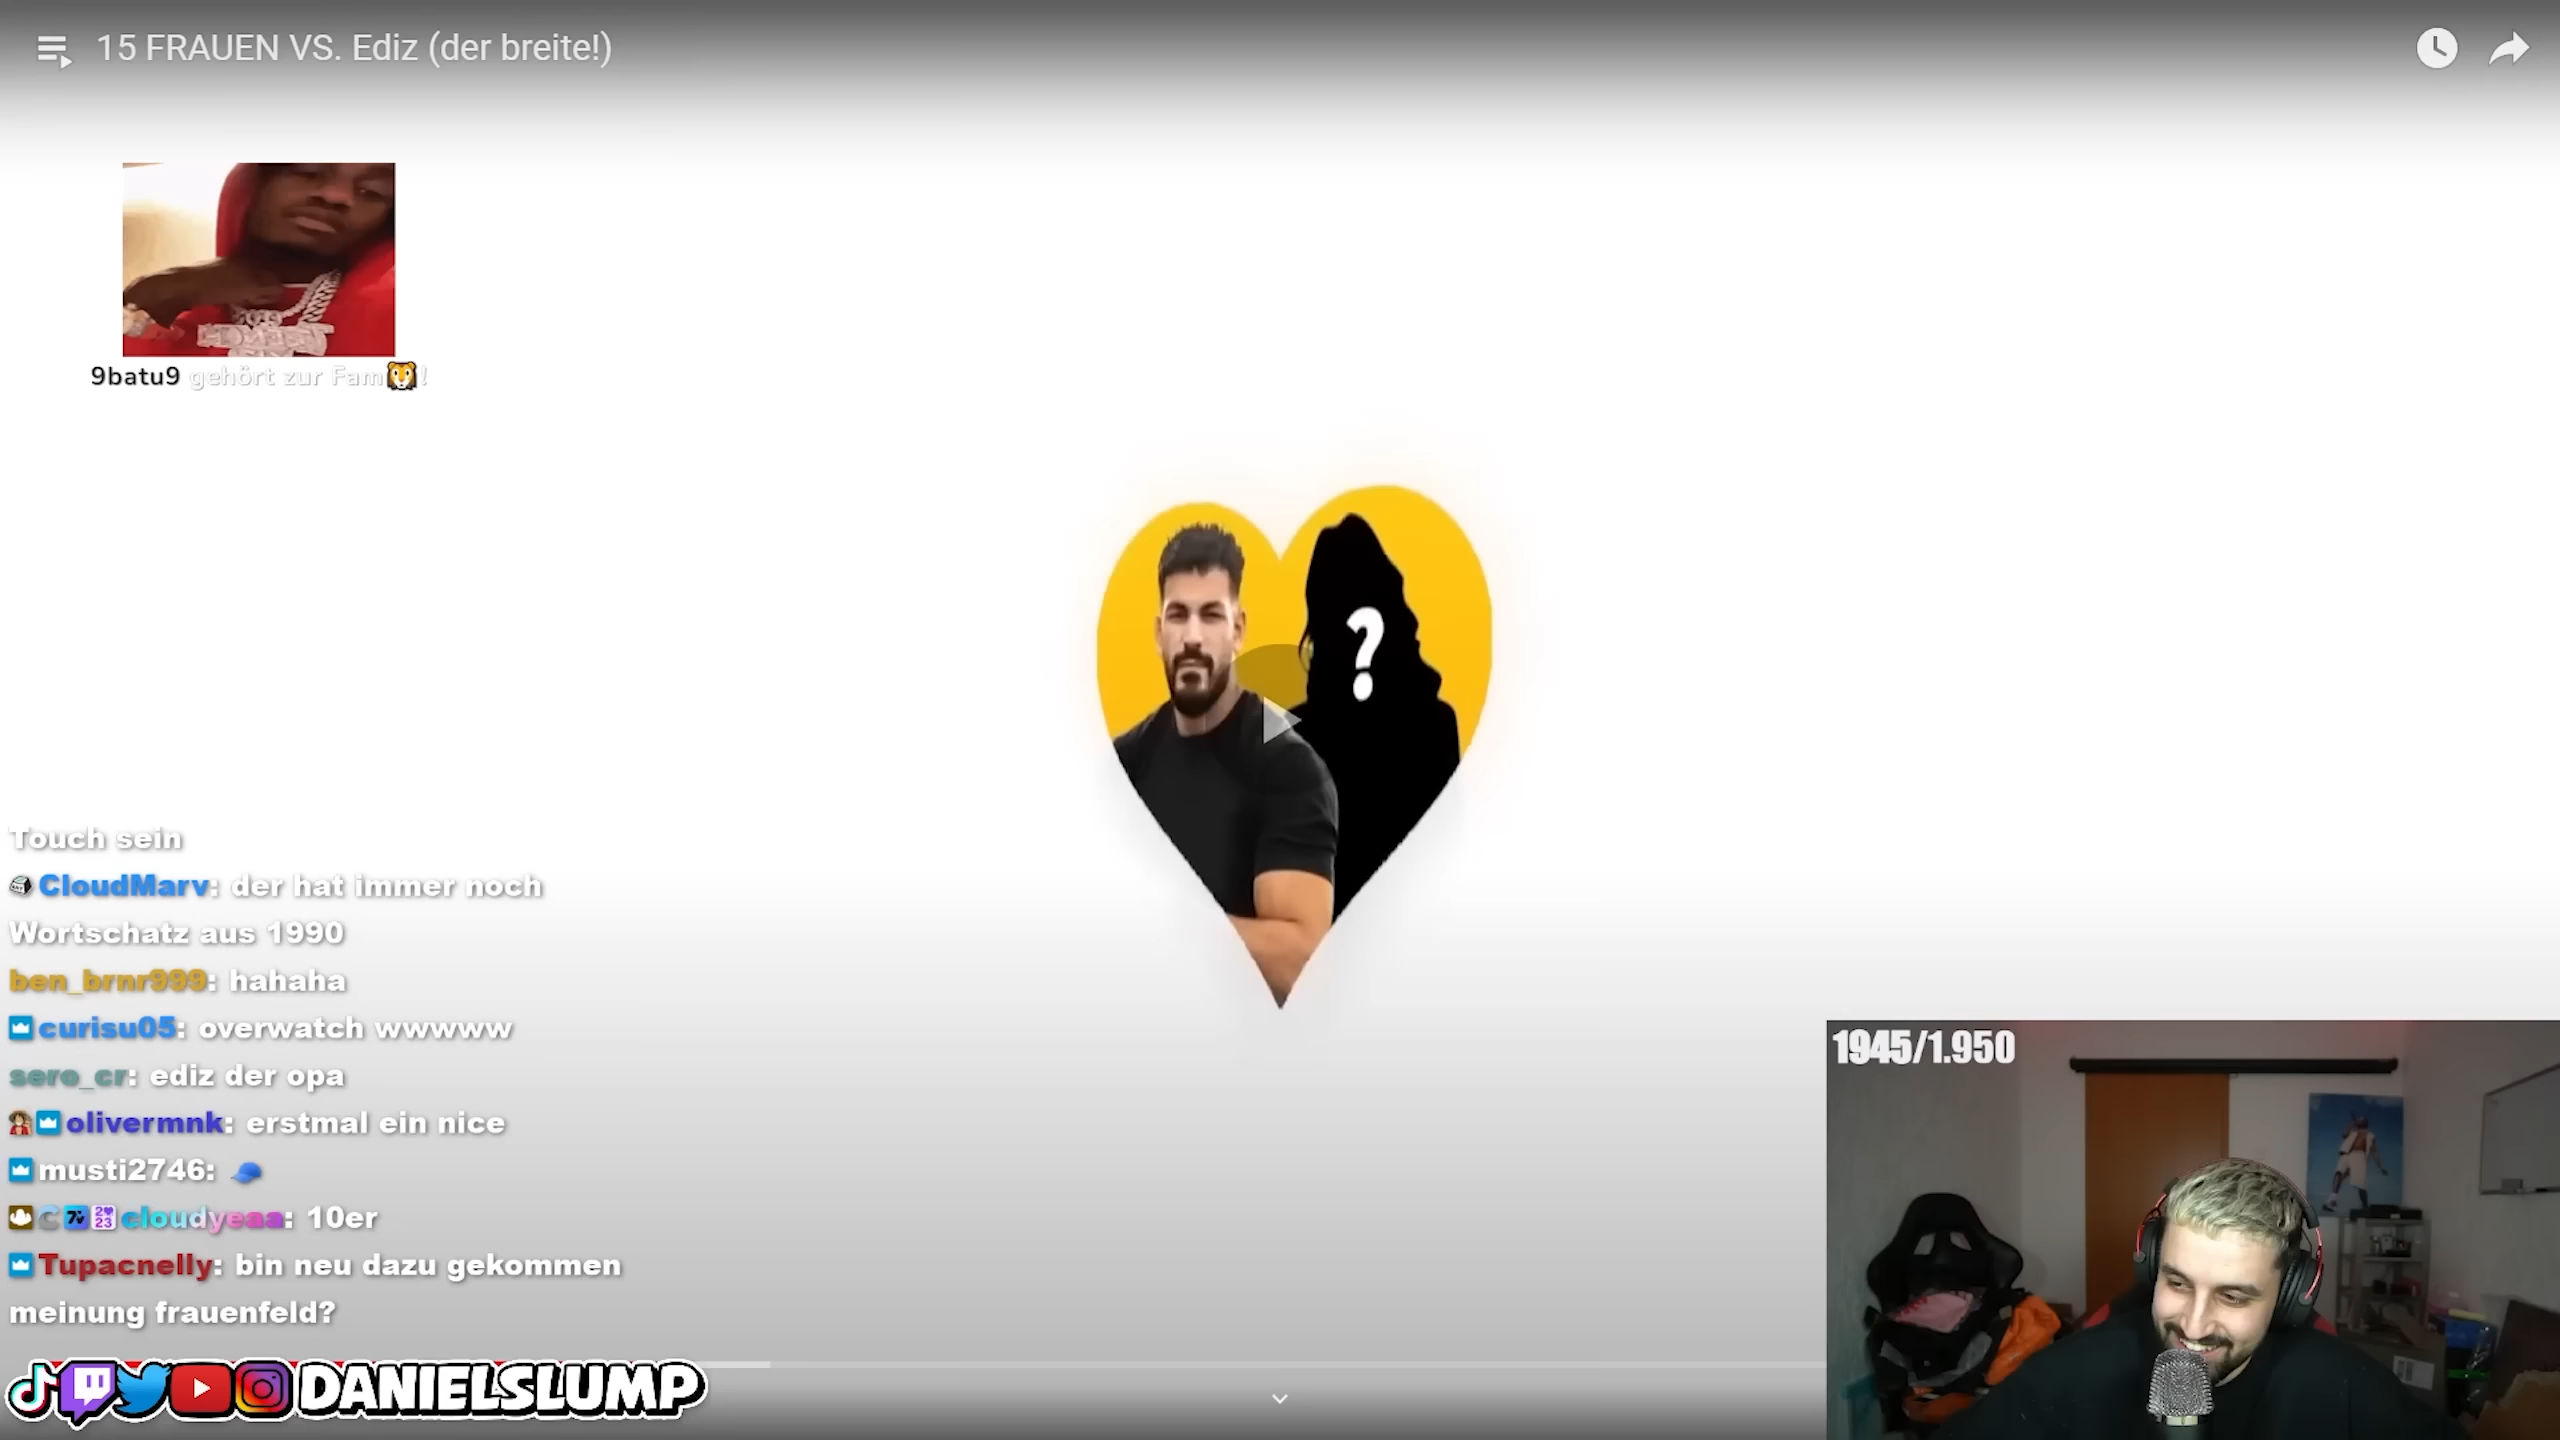 15 FRAUEN VS. Ediz (der breite!)
9batu9 gehört zur Fam🐯!
?
Touch sein
CloudMarv: der hat immer noch
Wortschatz aus 1990
ben_brnr999: hahaha
curisu05: overwatch wwwww
sero_cr: ediz der opa
olivermnk: erstmal ein nice
musti2746: 🧢
cloudyeaa: 10er
Tupacnelly: bin neu dazu gekommen
meinung frauenfeld?
1945/1.950
DANIELSLUMP